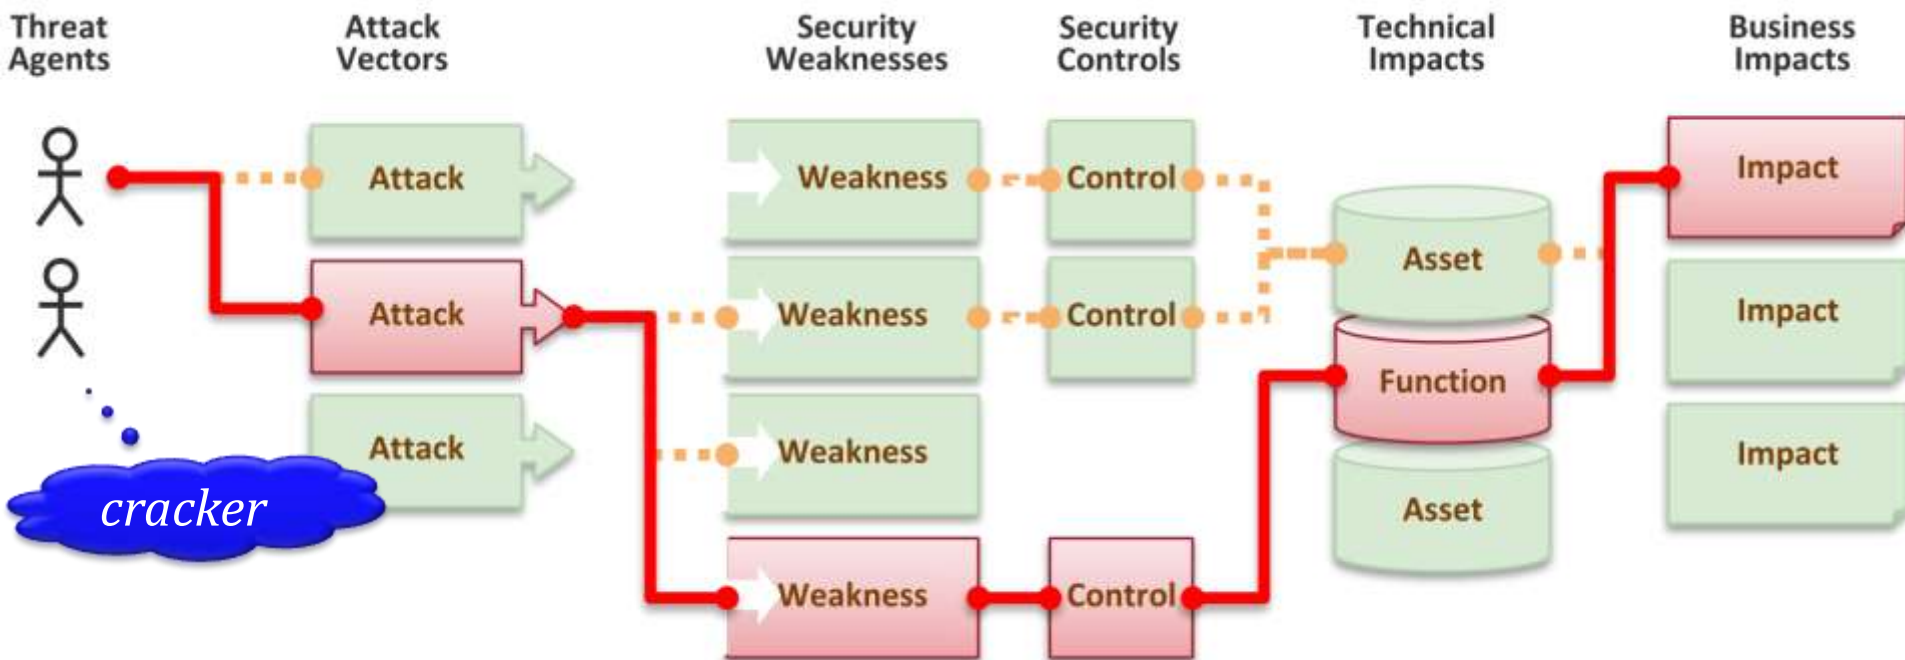 Threat
Agents
Attack
Vectors
Security
Weaknesses
Security
Controls
Technical
Impacts
Business
Impacts
Attack
Weakness
Control
Impact
Asset
Attack
Weakness
Control
Impact
Function
Attack
Weakness
Impact
cracker
Asset
Weakness
Control